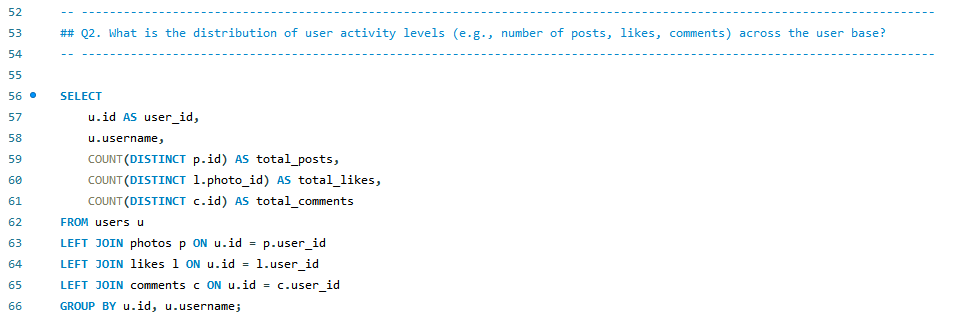 52 -- ---------------------------------------------------------------------------------------------------------------------------
53 ## Q2. What is the distribution of user activity levels (e.g., number of posts, likes, comments) across the user base?
54 -- ---------------------------------------------------------------------------------------------------------------------------
55
56 SELECT
57 u.id AS user_id,
58 u.username,
59 COUNT(DISTINCT p.id) AS total_posts,
60 COUNT(DISTINCT l.photo_id) AS total_likes,
61 COUNT(DISTINCT c.id) AS total_comments
62 FROM users u
63 LEFT JOIN photos p ON u.id = p.user_id
64 LEFT JOIN likes l ON u.id = l.user_id
65 LEFT JOIN comments c ON u.id = c.user_id
66 GROUP BY u.id, u.username;